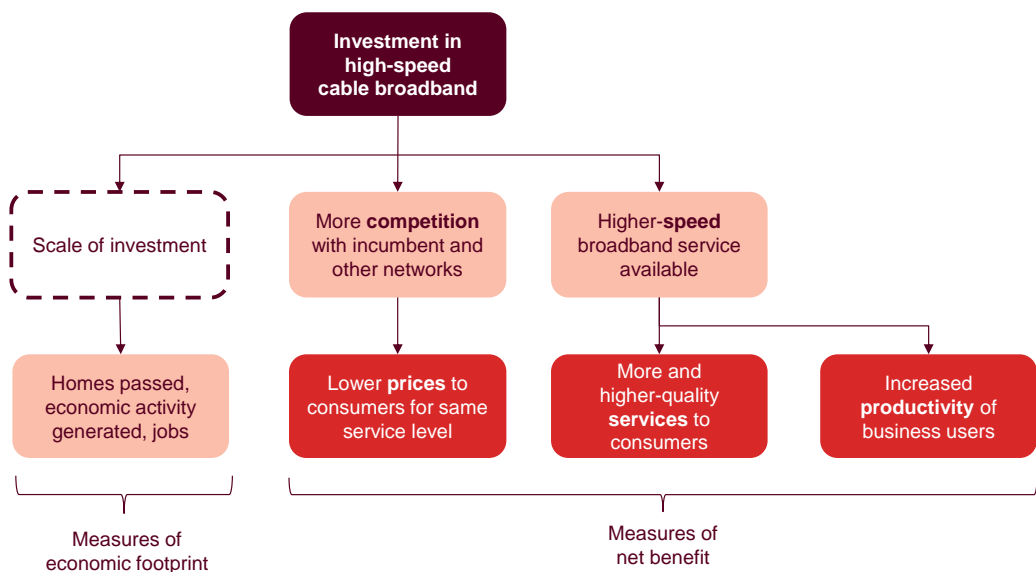 Investment in
high-speed
cable broadband
Scale of investment
More competition
with incumbent and
other networks
Higher-speed
broadband service
available
Homes passed,
economic activity
generated, jobs
Lower prices to
consumers for same
service level
More and
higher-quality
services to
consumers
Increased
productivity of
business users
Measures of
economic footprint
Measures of
net benefit